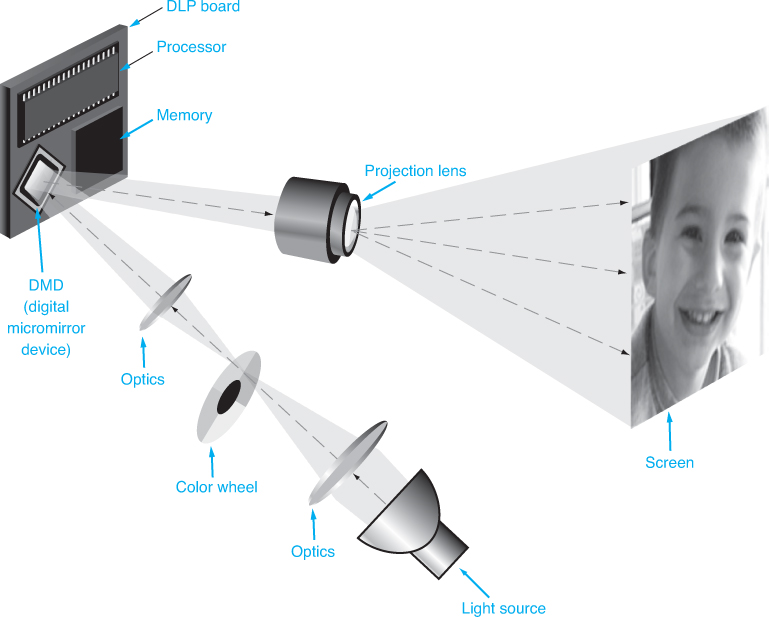 DLP board
Processor
Memory
Projection lens
DMD
(digital
micromirror
device)
Optics
Color wheel
Screen
Optics
Light source